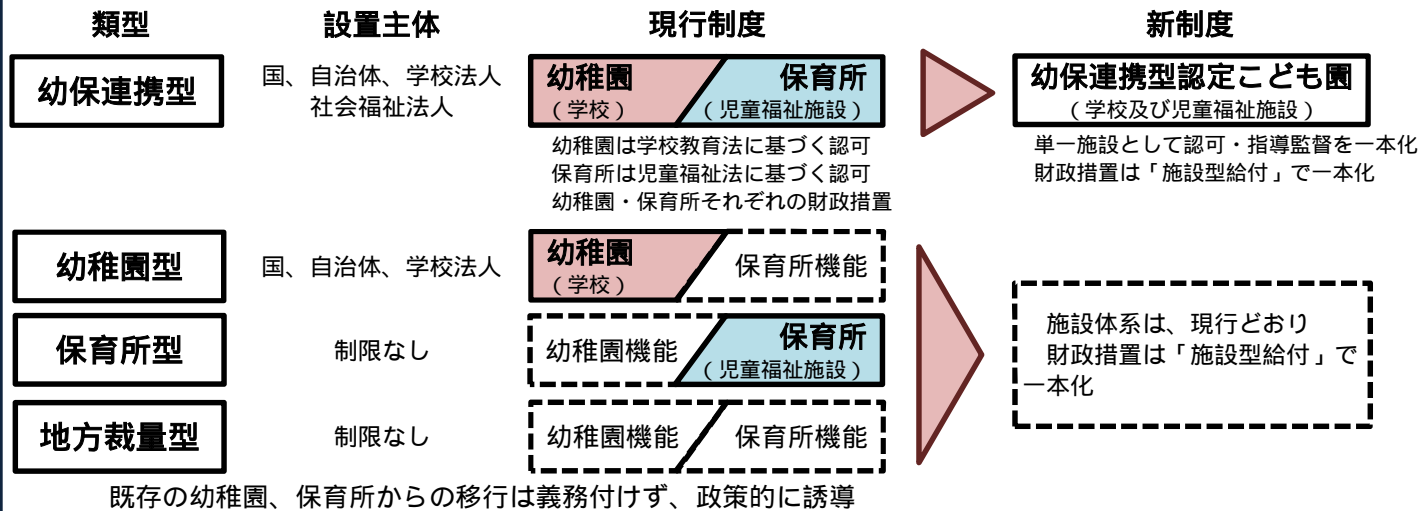 類型 設置主体 現行制度 新制度
幼保連携型
国、自治体、学校法人
社会福祉法人
幼稚園 保育所
（学校） （児童福祉施設）
幼稚園は学校教育法に基づく認可
保育所は児童福祉法に基づく認可
幼稚園・保育所それぞれの財政措置
幼保連携型認定こども園
（学校及び児童福祉施設）
単一施設として認可・指導監督を一本化
財政措置は「施設型給付」で一本化
幼稚園型
国、自治体、学校法人
幼稚園
（学校）
保育所機能
保育所型
制限なし
幼稚園機能
保育所
（児童福祉施設）
地方裁量型
制限なし
幼稚園機能 保育所機能
施設体系は、現行どおり
財政措置は「施設型給付」で
一本化
既存の幼稚園、保育所からの移行は義務付けず、政策的に誘導